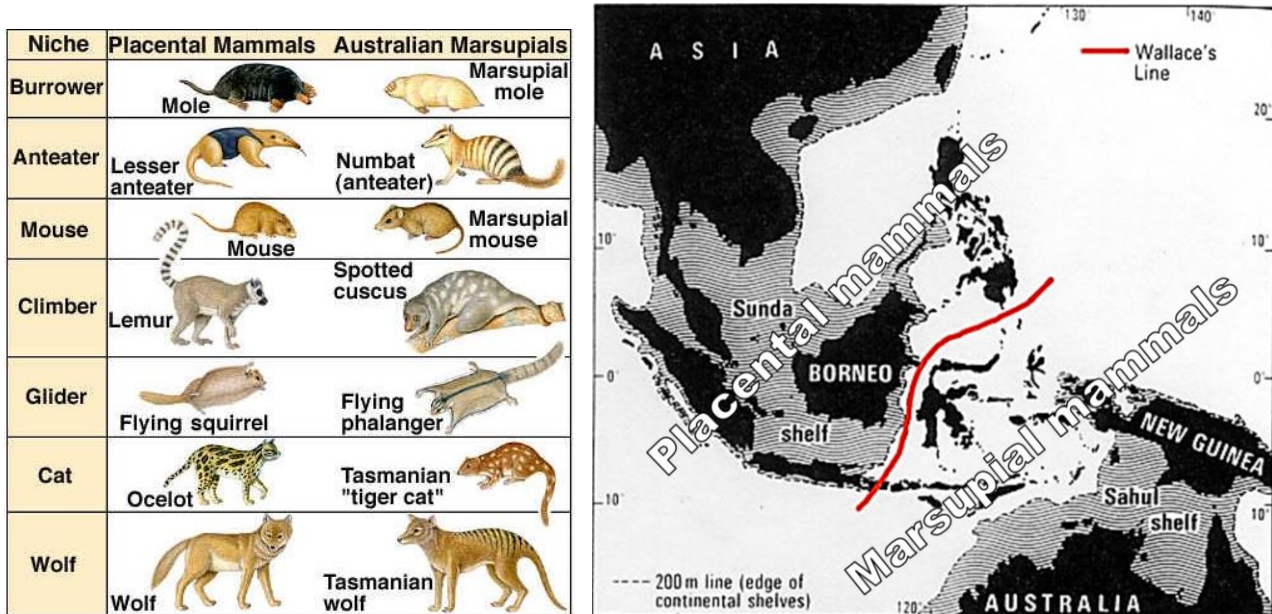 Niche Placental Mammals Australian Marsupials
Burrower
Mole
Marsupial
mole
Anteater
Lesser
anteater
Numbat
(anteater)
Mouse
Mouse
Marsupial
mouse
Climber
Lemur
Spotted
cuscus
Glider
Flying squirrel
Flying
phalanger
Cat
Ocelot
Tasmanian
"tiger cat"
Wolf
Wolf
Tasmanian
wolf
130°
140°
ASIA
Wallace's
Line
20°
10°
10°
Placental mammals
Marsupial mammals
Sunda
shelf
BORNEO
0°
0°
NEW GUINEA
Sahul
shelf
10°
10°
---- 200 m line (edge of
continental shelves)
120°
AUSTRALIA